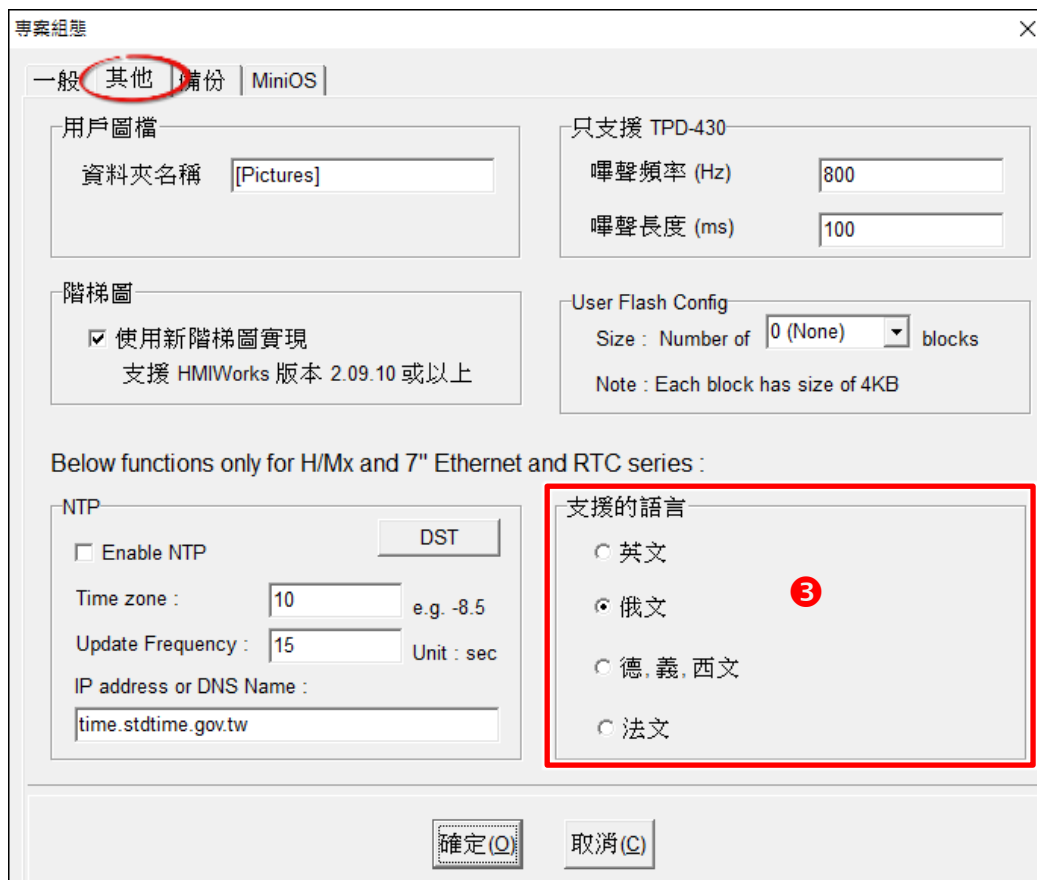 專案組態
一般 其他 備份 MiniOS
用戶圖檔
資料夾名稱 [Pictures]
只支援 TPD-430
嗶聲頻率 (Hz) 800
嗶聲長度 (ms) 100
階梯圖
使用新階梯圖實現
支援 HMIWorks 版本 2.09.10 或以上
User Flash Config
Size : Number of 0 (None) blocks
Note : Each block has size of 4KB
Below functions only for H/Mx and 7" Ethernet and RTC series :
NTP
DST
Enable NTP
Time zone : 10 e.g. -8.5
Update Frequency : 15 Unit : sec
IP address or DNS Name :
time.stdtime.gov.tw
支援的語言
英文
俄文
德, 義, 西文
法文
3
確定(O) 取消(C)